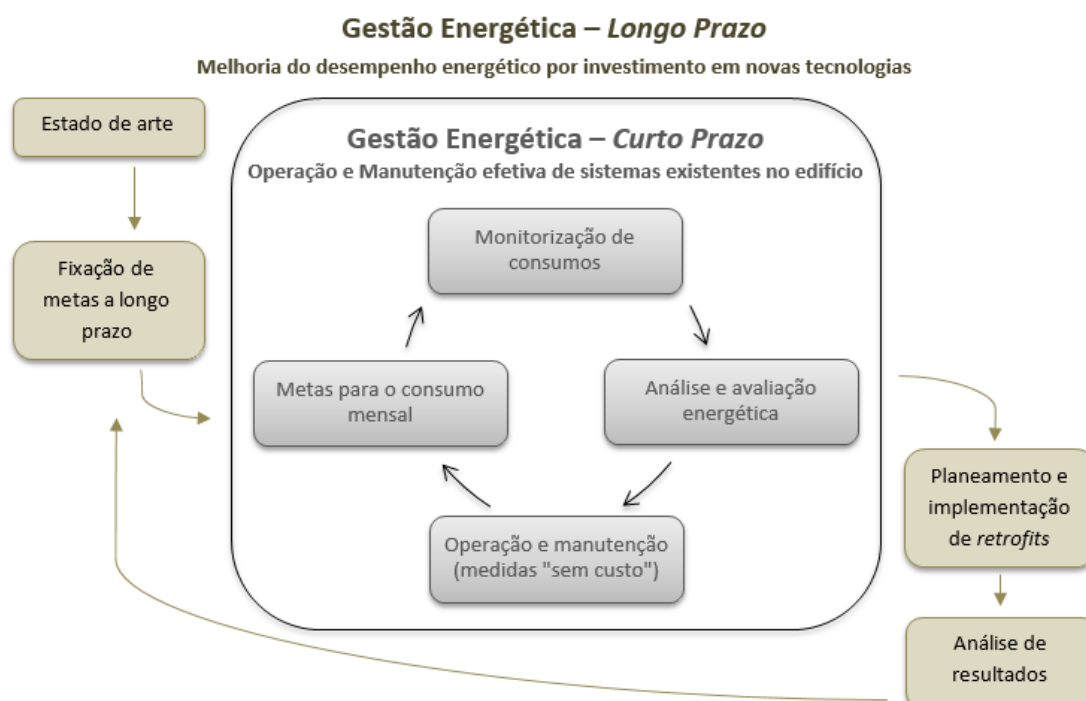 Gestão Energética – Longo Prazo
Melhoria do desempenho energético por investimento em novas tecnologias
Estado de arte
Fixação de
metas a longo
prazo
Gestão Energética – Curto Prazo
Operação e Manutenção efetiva de sistemas existentes no edifício
Monitorização de
consumos
Metas para o consumo
mensal
Análise e avaliação
energética
Operação e manutenção
(medidas "sem custo")
Planeamento e
implementação
de retrofits
Análise de
resultados